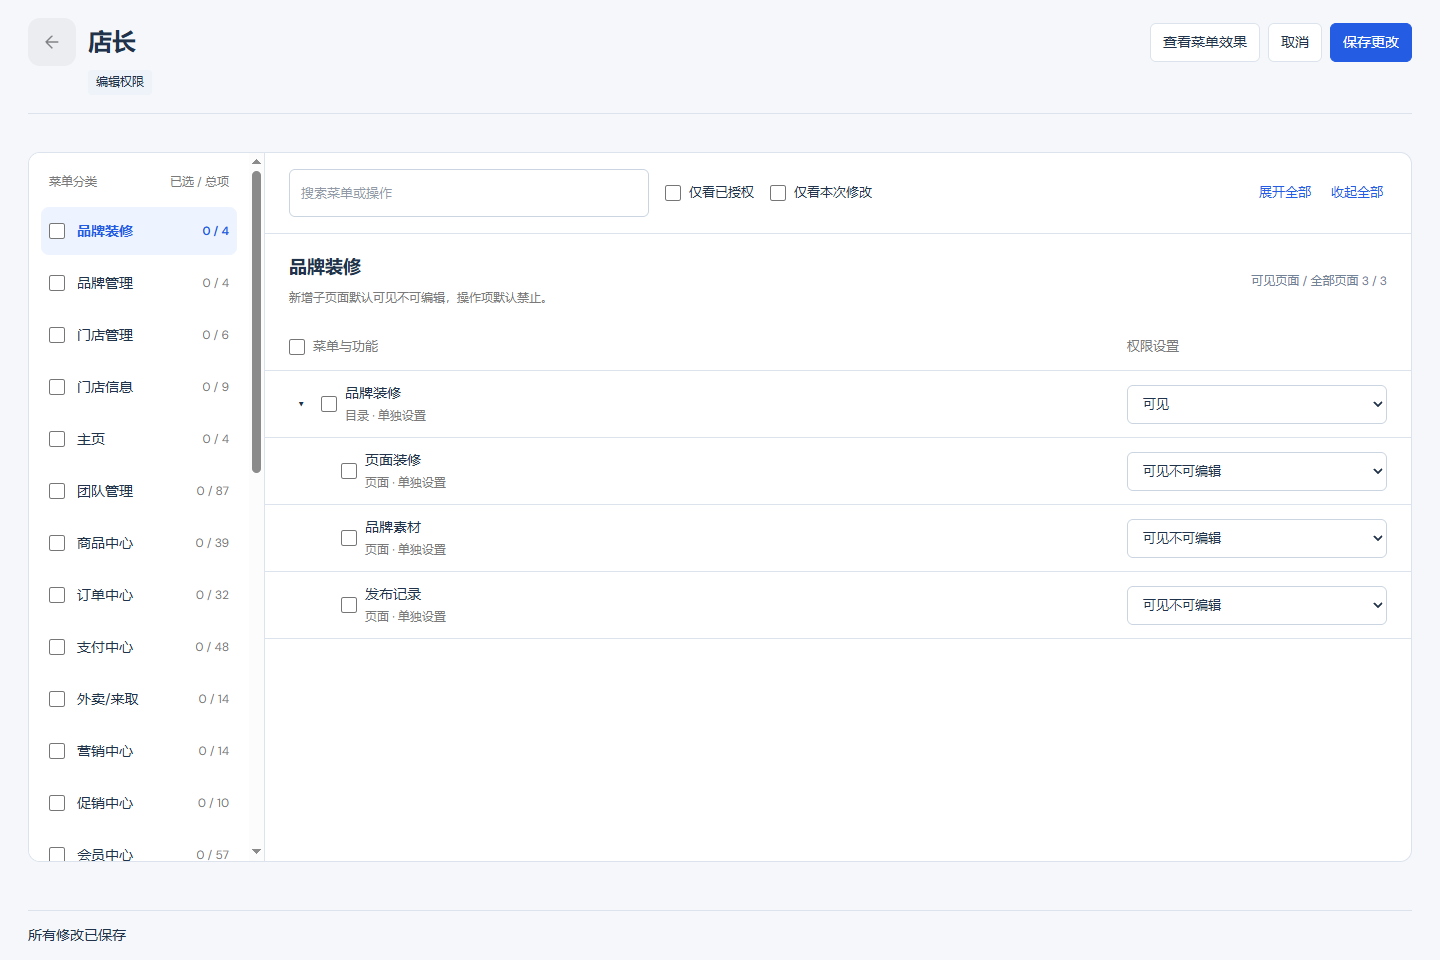 店长
查看菜单效果 取消 保存更改
编辑权限
菜单分类 已选 / 总项
品牌装修 0 / 4
品牌管理 0 / 4
门店管理 0 / 6
门店信息 0 / 9
主页 0 / 4
团队管理 0 / 87
商品中心 0 / 39
订单中心 0 / 32
支付中心 0 / 48
外卖/来取 0 / 14
营销中心 0 / 14
促销中心 0 / 10
会员中心 0 / 57
搜索菜单或操作 仅看已授权 仅看本次修改 展开全部 收起全部
品牌装修
新增子页面默认可见不可编辑，操作项默认禁止。
可见页面 / 全部页面 3 / 3
菜单与功能 权限设置
品牌装修
目录 · 单独设置
可见
页面装修
页面 · 单独设置
可见不可编辑
品牌素材
页面 · 单独设置
可见不可编辑
发布记录
页面 · 单独设置
可见不可编辑
所有修改已保存